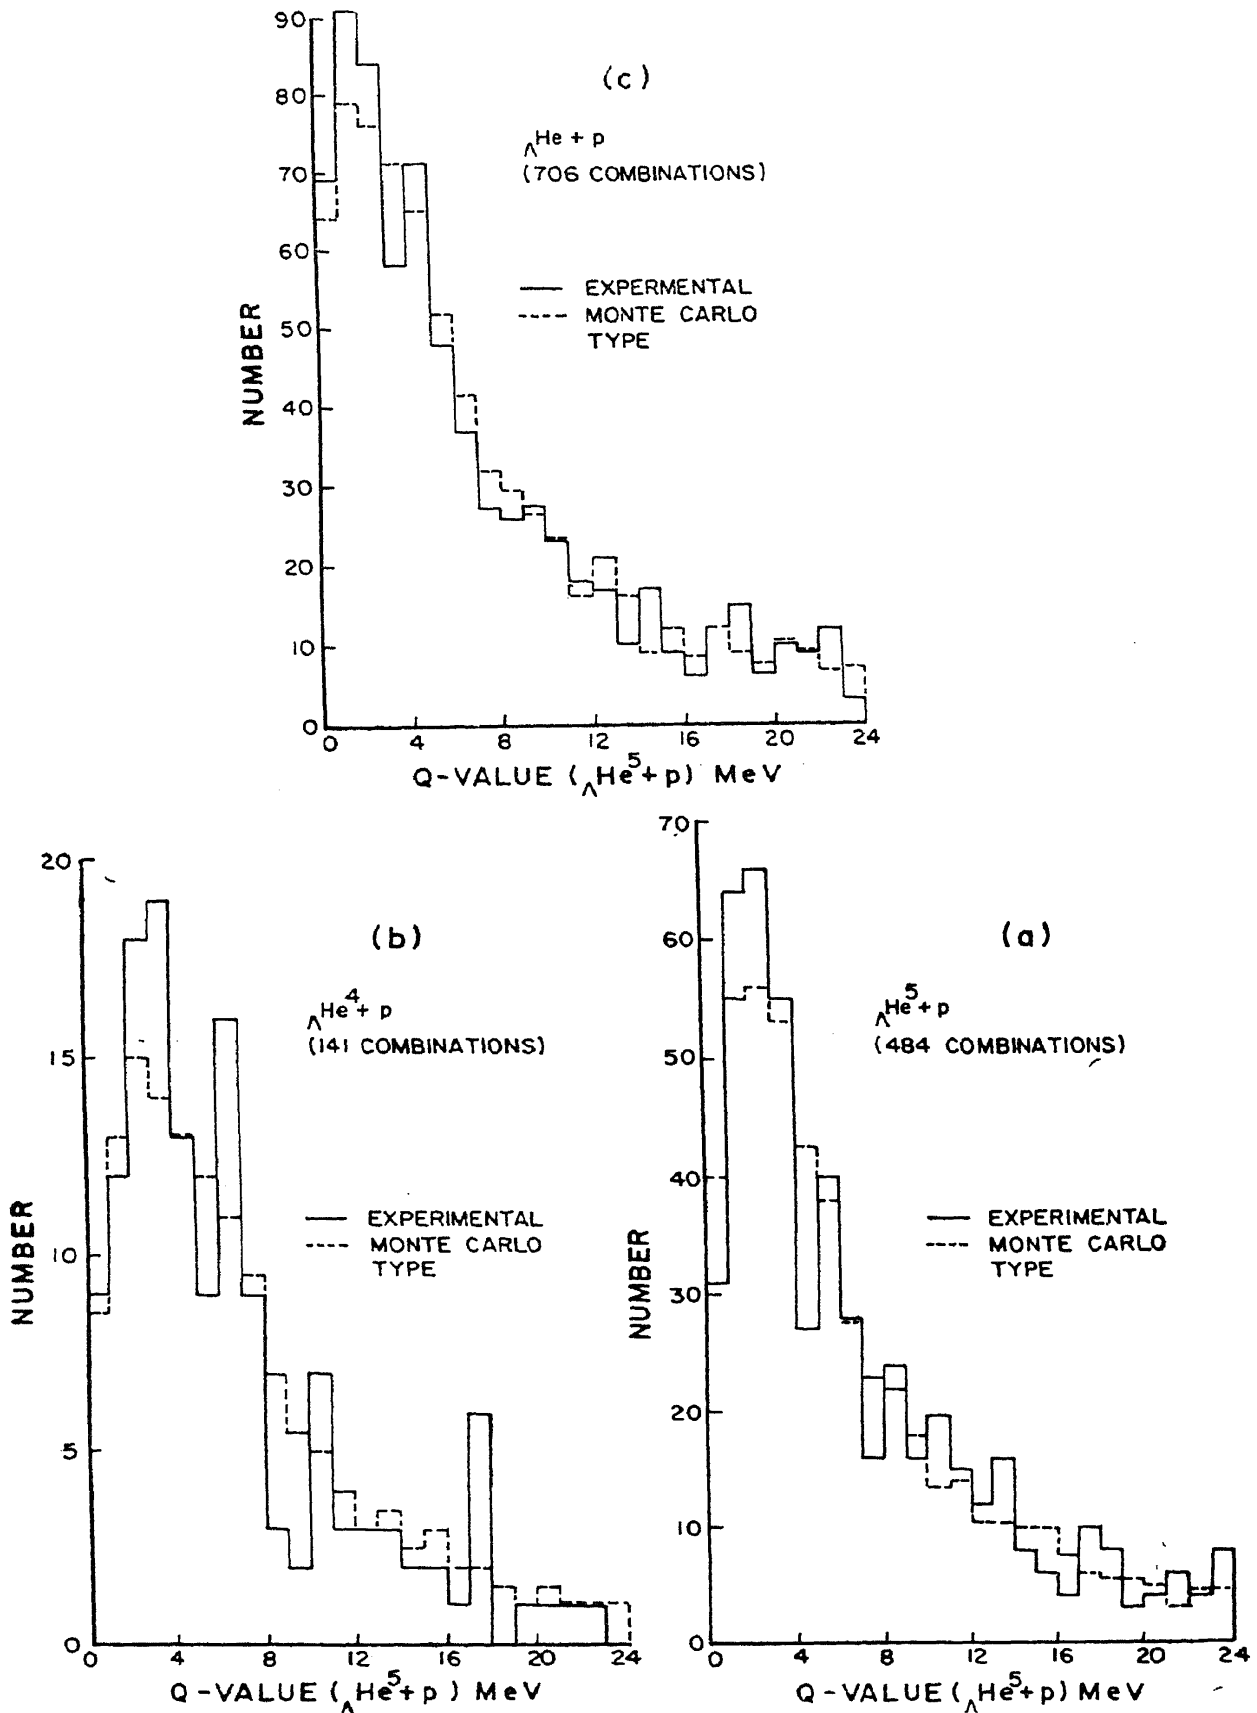 (c)
ΛHe + p
(706 COMBINATIONS)
EXPERMENTAL
MONTE CARLO
TYPE
NUMBER
90
80
70
60
50
40
30
20
10
0
0 4 8 12 16 20 24
Q-VALUE (ΛHe⁵+p) MeV
(b)
ΛHe⁴+ p
(141 COMBINATIONS)
EXPERIMENTAL
MONTE CARLO
TYPE
NUMBER
20
15
10
5
0
0 4 8 12 16 20 24
Q-VALUE (ΛHe⁵+p) MeV
(a)
ΛHe⁵+p
(484 COMBINATIONS)
EXPERIMENTAL
MONTE CARLO
TYPE
NUMBER
70
60
50
40
30
20
10
0
0 4 8 12 16 20 24
Q-VALUE (ΛHe⁵+p) MeV